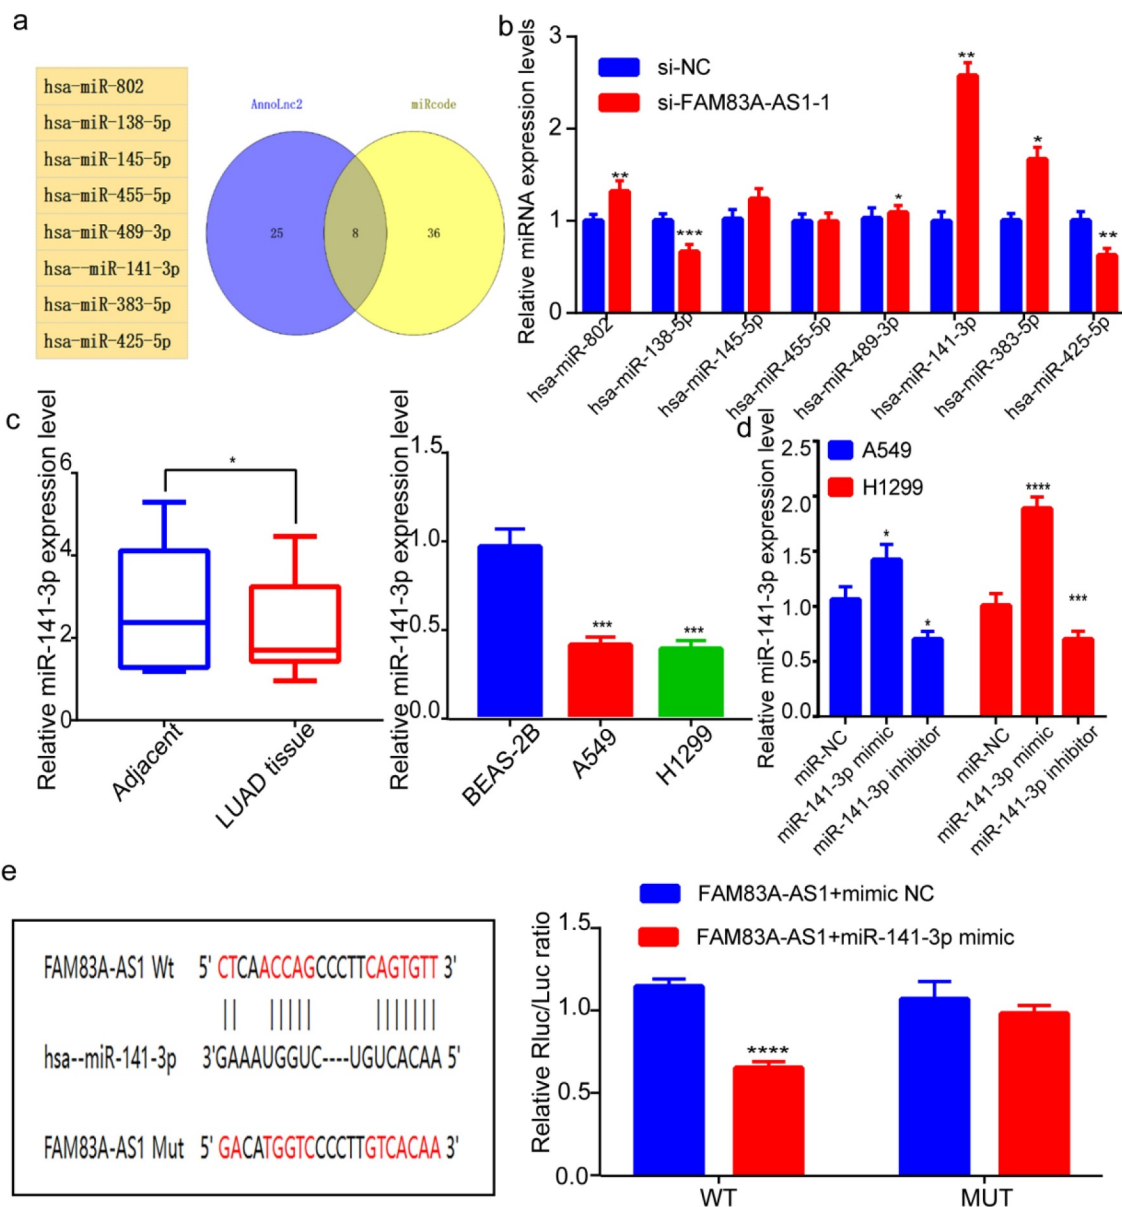 a
hsa-miR-802
hsa-miR-138-5p
hsa-miR-145-5p
hsa-miR-455-5p
hsa-miR-489-3p
hsa--miR-141-3p
hsa-miR-383-5p
hsa-miR-425-5p
AnnoLnc2
miRcode
25
8
36
b
Relative miRNA expression levels
3
2
1
0
si-NC
si-FAM83A-AS1-1
**
***
*
**
*
**
hsa-miR-802
hsa-miR-138-5p
hsa-miR-145-5p
hsa-miR-455-5p
hsa-miR-489-3p
hsa-miR-141-3p
hsa-miR-383-5p
hsa-miR-425-5p
c
Relative miR-141-3p expression level
6
4
2
0
*
Adjacent
LUAD tissue
Relative miR-141-3p expression level
1.5
1.0
0.5
0.0
***
***
BEAS-2B
A549
H1299
d
Relative miR-141-3p expression level
2.5
2.0
1.5
1.0
0.5
0.0
A549
H1299
*
*
****
***
miR-NC
miR-141-3p mimic
miR-141-3p inhibitor
miR-NC
miR-141-3p mimic
miR-141-3p inhibitor
e
FAM83A-AS1 Wt 5' CTCAACCAGCCCTTCAGTGTT 3'
hsa--miR-141-3p 3'GAAAUGGUC----UGUCACAA 5'
FAM83A-AS1 Mut 5' GACATGGTCCCCTTGTCACAA 3'
FAM83A-AS1+mimic NC
FAM83A-AS1+miR-141-3p mimic
Relative Rluc/Luc ratio
1.5
1.0
0.5
0.0
****
WT
MUT